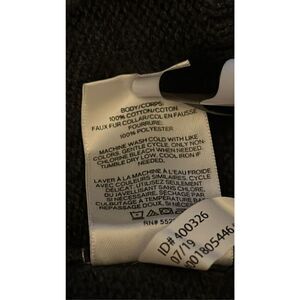 BODY/CORPS:
100% COTTON/COTON
FAUX FUR COLLAR/COL EN FAUSSE
FOURRURE:
100% POLYESTER
MACHINE WASH COLD WITH LIKE
COLORS. GENTLE CYCLE. ONLY NON-
CHLORINE BLEACH WHEN NEEDED.
TUMBLE DRY LOW. COOL IRON IF
NEEDED.
LAVER À LA MACHINE À L'EAU FROIDE
AVEC COULEURS SIMILAIRES. CYCLE
DÉLICAT. UTILISEZ SEULEMENT
REPASSAGE DOUX, SI NÉCESSAIRE.
RN# 
ID# 400326
07/19